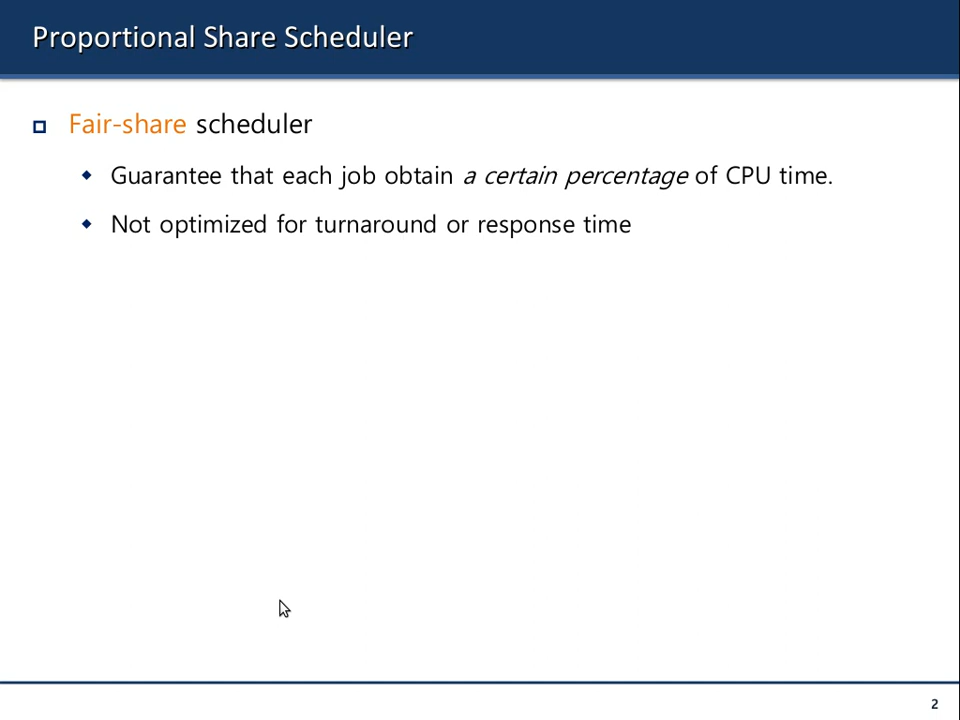 Proportional Share Scheduler
Fair-share scheduler
Guarantee that each job obtain a certain percentage of CPU time.
Not optimized for turnaround or response time
2